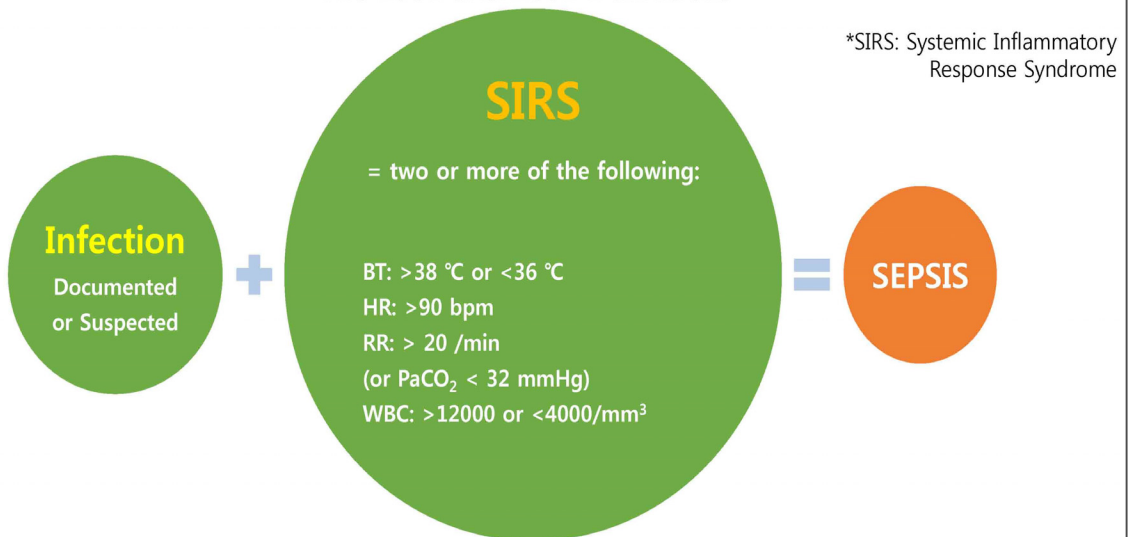 *SIRS: Systemic Inflammatory
Response Syndrome
SIRS
= two or more of the following:
Infection
Documented
or Suspected
+
BT: >38 ℃ or <36 ℃
HR: >90 bpm
RR: > 20 /min
(or PaCO₂ < 32 mmHg)
WBC: >12000 or <4000/mm³
=
SEPSIS